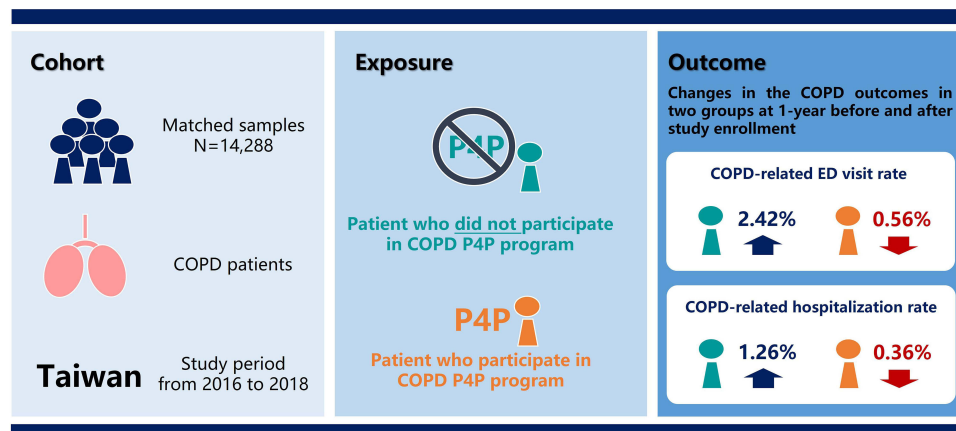 Cohort
Matched samples
N=14,288
COPD patients
Taiwan
Study period
from 2016 to 2018
Exposure
P4P
Patient who did not participate
in COPD P4P program
P4P
Patient who participate in
COPD P4P program
Outcome
Changes in the COPD outcomes in
two groups at 1-year before and after
study enrollment
COPD-related ED visit rate
2.42%
0.56%
COPD-related hospitalization rate
1.26%
0.36%